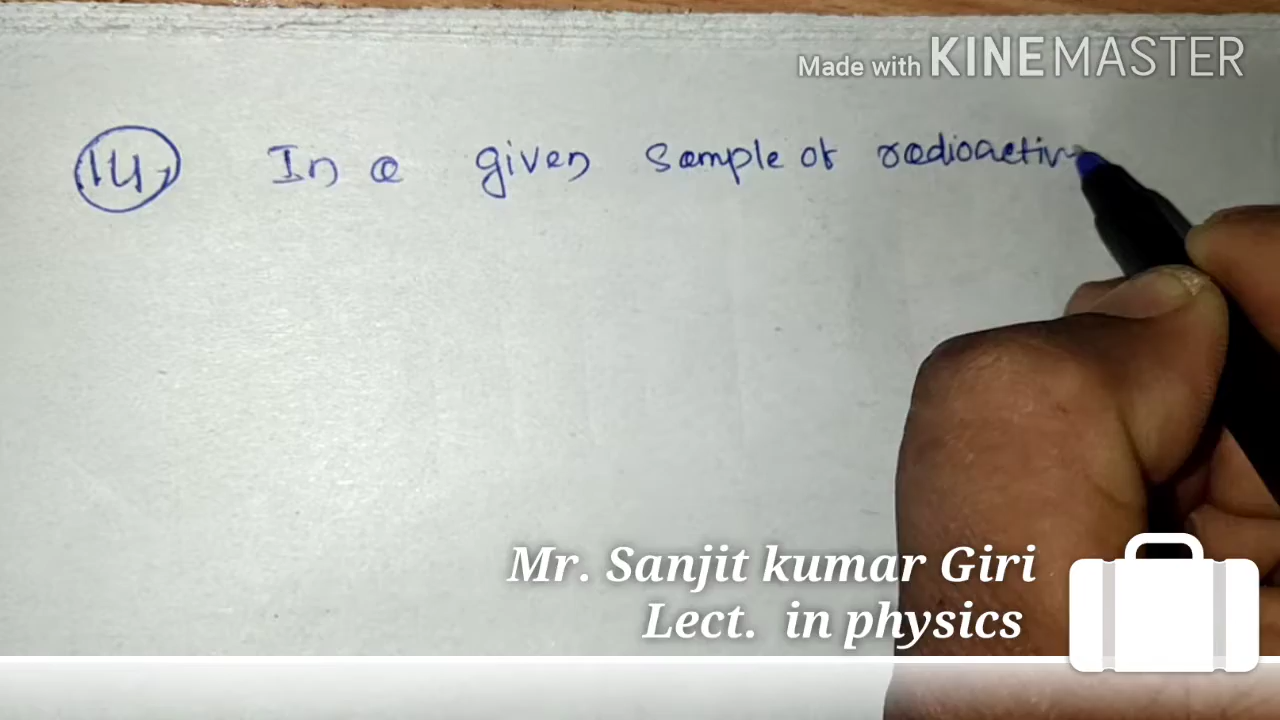 Made with KINEMASTER
14, In a given sample of radioactiv
Mr. Sanjit kumar Giri
Lect. in physics